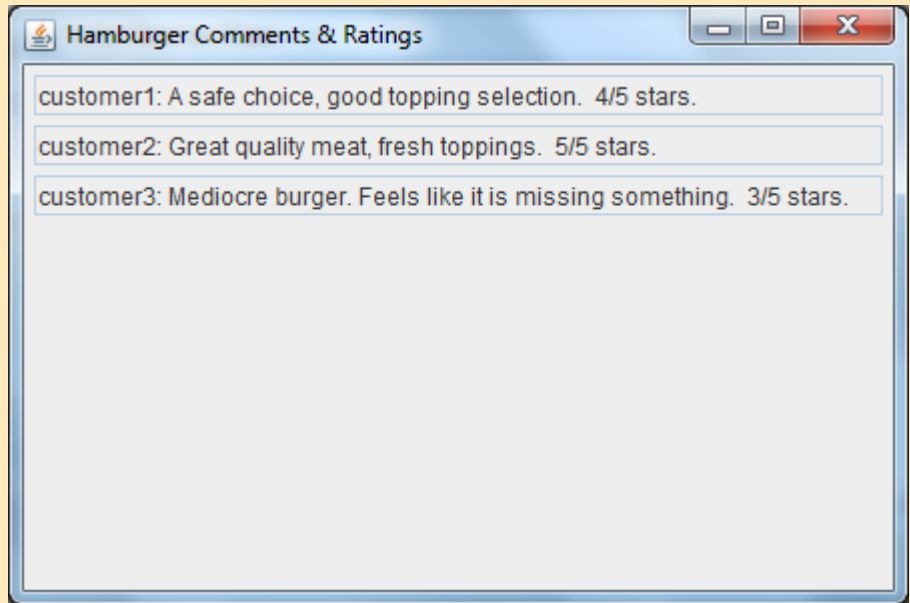 Hamburger Comments & Ratings
customer1: A safe choice, good topping selection.  4/5 stars.
customer2: Great quality meat, fresh toppings.  5/5 stars.
customer3: Mediocre burger. Feels like it is missing something.  3/5 stars.